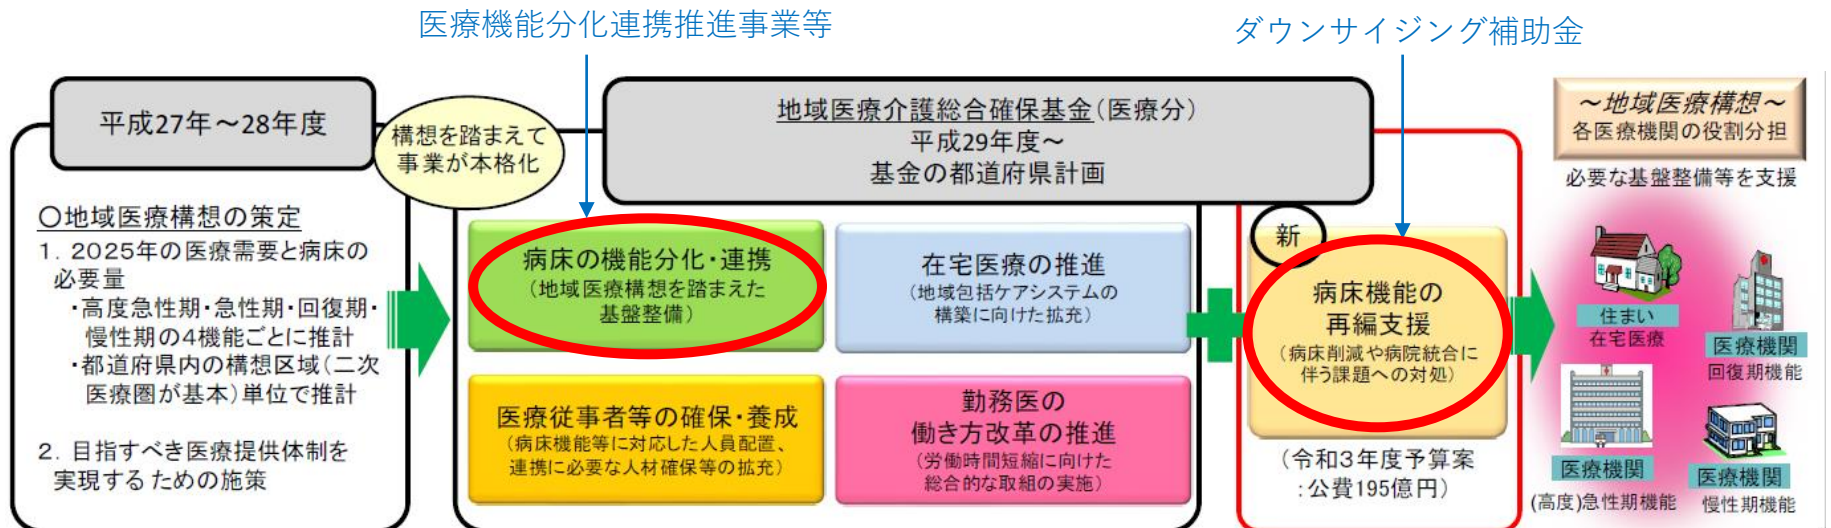 医療機能分化連携推進事業等
ダウンサイジング補助金
平成27年～28年度
〇地域医療構想の策定
1. 2025年の医療需要と病床の
必要量
・高度急性期・急性期・回復期・
慢性期の4機能ごとに推計
・都道府県内の構想区域(二次
医療圏が基本)単位で推計
2. 目指すべき医療提供体制を
実現するための施策
構想を踏まえて
事業が本格化
地域医療介護総合確保基金(医療分)
平成29年度～
基金の都道府県計画
病床の機能分化・連携
(地域医療構想を踏まえた
基盤整備)
在宅医療の推進
(地域包括ケアシステムの
構築に向けた拡充)
医療従事者等の確保・養成
(病床機能等に対応した人員配置、
連携に必要な人材確保等の拡充)
勤務医の
働き方改革の推進
(労働時間短縮に向けた
総合的な取組の実施)
新
病床機能の
再編支援
(病床削減や病院統合に
伴う課題への対処)
(令和3年度予算案
:公費195億円)
～地域医療構想～
各医療機関の役割分担
必要な基盤整備等を支援
住まい
在宅医療
医療機関
回復期機能
医療機関
(高度)急性期機能
医療機関
慢性期機能